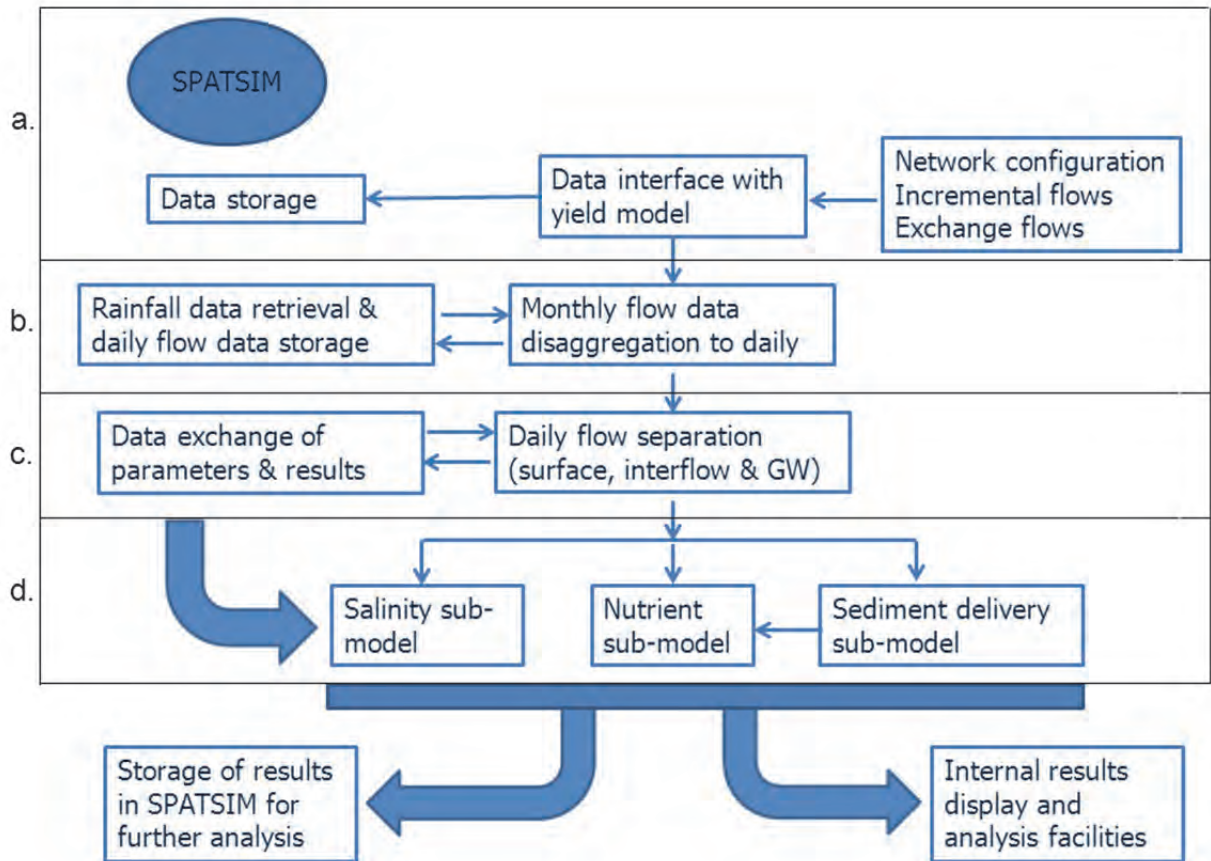 a.
SPATSIM
Data storage
Data interface with
yield model
Network configuration
Incremental flows
Exchange flows
b.
Rainfall data retrieval &
daily flow data storage
Monthly flow data
disaggregation to daily
c.
Data exchange of
parameters & results
Daily flow separation
(surface, interflow & GW)
d.
Salinity sub-
model
Nutrient
sub-model
Sediment delivery
sub-model
Storage of results
in SPATSIM for
further analysis
Internal results
display and
analysis facilities